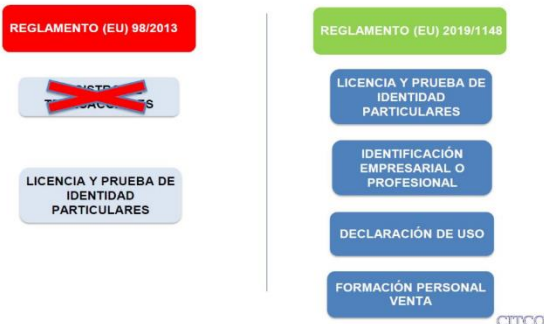 REGLAMENTO (EU) 98/2013
LICENCIA Y PRUEBA DE
IDENTIDAD
PARTICULARES
REGLAMENTO (EU) 2019/1148
LICENCIA Y PRUEBA DE
IDENTIDAD
PARTICULARES
IDENTIFICACIÓN
EMPRESARIAL O
PROFESIONAL
DECLARACIÓN DE USO
FORMACIÓN PERSONAL
VENTA